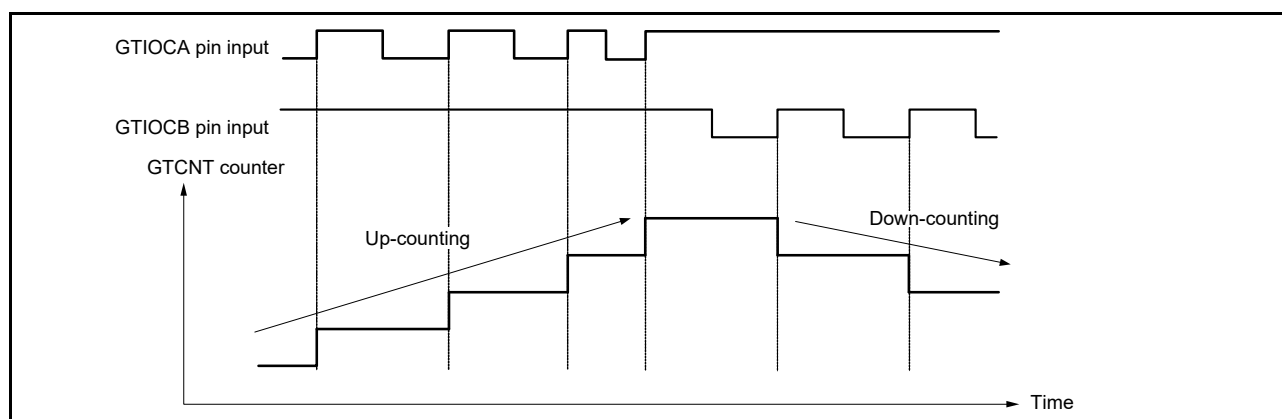 GTIOCA pin input
GTIOCB pin input
GTCNT counter
Up-counting
Down-counting
Time